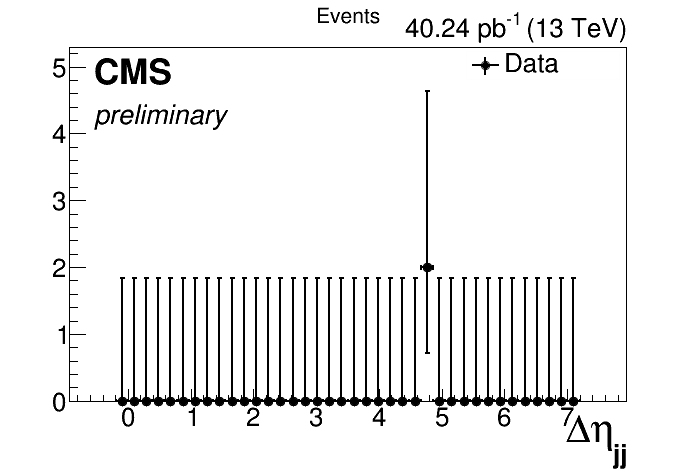 Events
40.24 pb-1 (13 TeV)
CMS
preliminary
Data
5
4
3
2
1
0
0 1 2 3 4 5 6 7
Δηjj